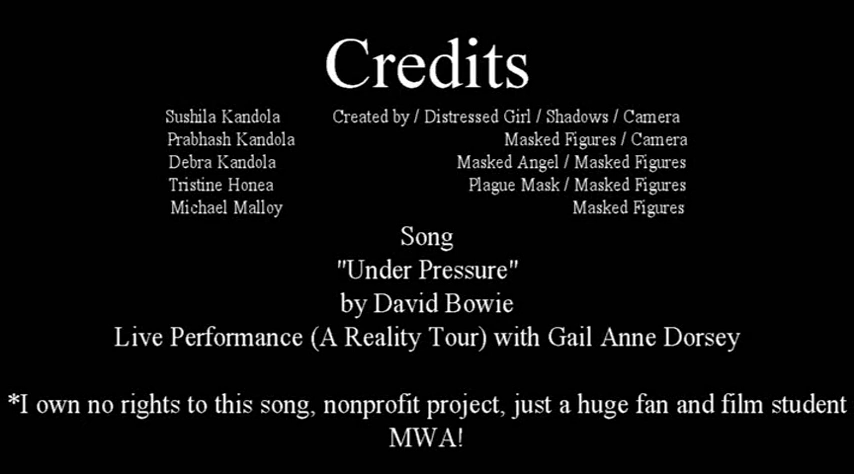 Credits
Sushila Kandola Created by / Distressed Girl / Shadows / Camera
Prabhash Kandola Masked Figures / Camera
Debra Kandola Masked Angel / Masked Figures
Tristine Honea Plague Mask / Masked Figures
Michael Malloy Masked Figures
Song
"Under Pressure"
by David Bowie
Live Performance (A Reality Tour) with Gail Anne Dorsey
*I own no rights to this song, nonprofit project, just a huge fan and film student
MWA!